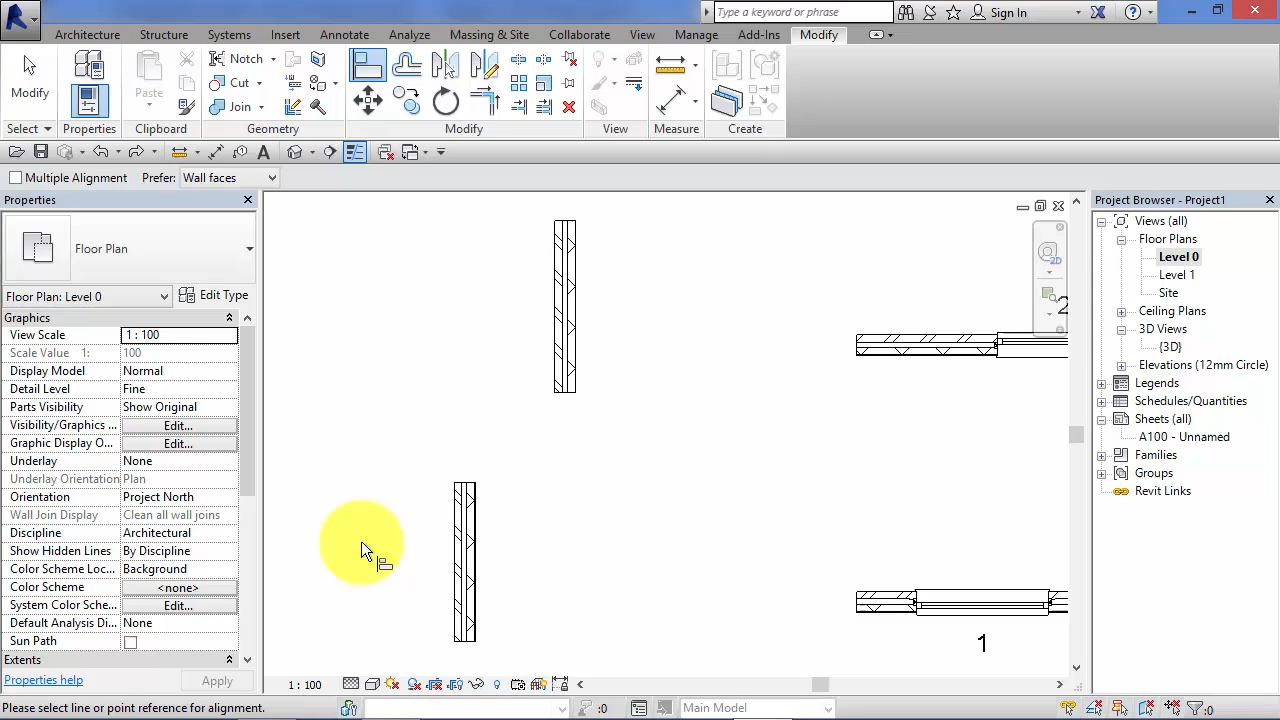 Type a keyword or phrase
Sign In
Architecture Structure Systems Insert Annotate Analyze Massing & Site Collaborate View Manage Add-Ins Modify
Modify
Paste
Notch
Cut
Join
Select Properties Clipboard Geometry Modify View Measure Create
Multiple Alignment Prefer: Wall faces
Properties
Floor Plan
Floor Plan: Level 0 Edit Type
Graphics
View Scale 1 : 100
Scale Value 1: 100
Display Model Normal
Detail Level Fine
Parts Visibility Show Original
Visibility/Graphics ... Edit...
Graphic Display O... Edit...
Underlay None
Underlay Orientation Plan
Orientation Project North
Wall Join Display Clean all wall joins
Discipline Architectural
Show Hidden Lines By Discipline
Color Scheme Loc... Background
Color Scheme <none>
System Color Sche... Edit...
Default Analysis Di... None
Sun Path
Extents
Properties help Apply
2D
2
1
1 : 100
Project Browser - Project1
Views (all)
Floor Plans
Level 0
Level 1
Site
Ceiling Plans
3D Views
{3D}
Elevations (12mm Circle)
Legends
Schedules/Quantities
Sheets (all)
A100 - Unnamed
Families
Groups
Revit Links
Please select line or point reference for alignment. :0 Main Model :0